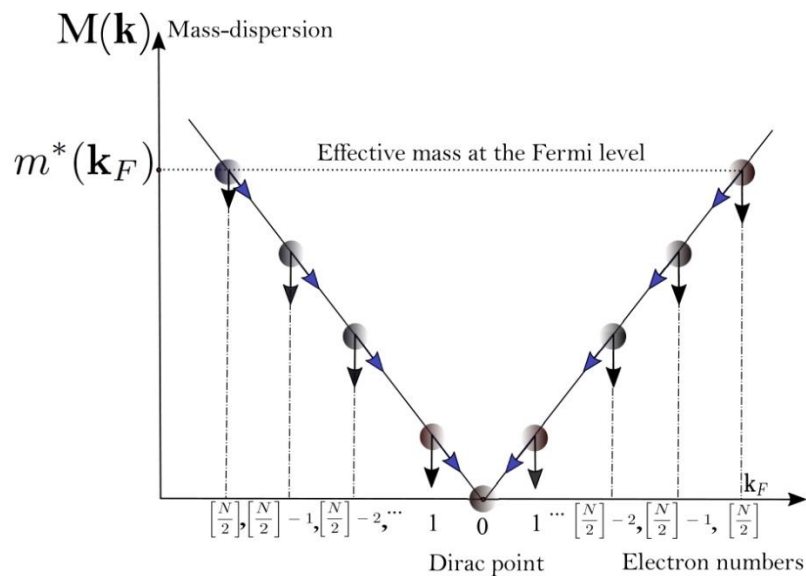 M(k) Mass-dispersion
m*(k_F) Effective mass at the Fermi level
k_F
[N/2], [N/2] − 1, [N/2] − 2, ... 1 0 1 ... [N/2] − 2, [N/2] − 1, [N/2]
Dirac point Electron numbers